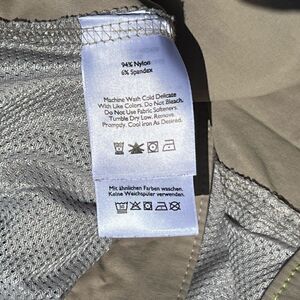 94% Nylon
6% Spandex
Machine Wash Cold Delicate
With Like Colors. Do Not Bleach.
Do Not Use Fabric Softeners.
Tumble Dry Low. Remove
Promptly. Cool Iron As Desired.
Mit ähnlichen Farben waschen.
Keine Weichspüler verwenden.